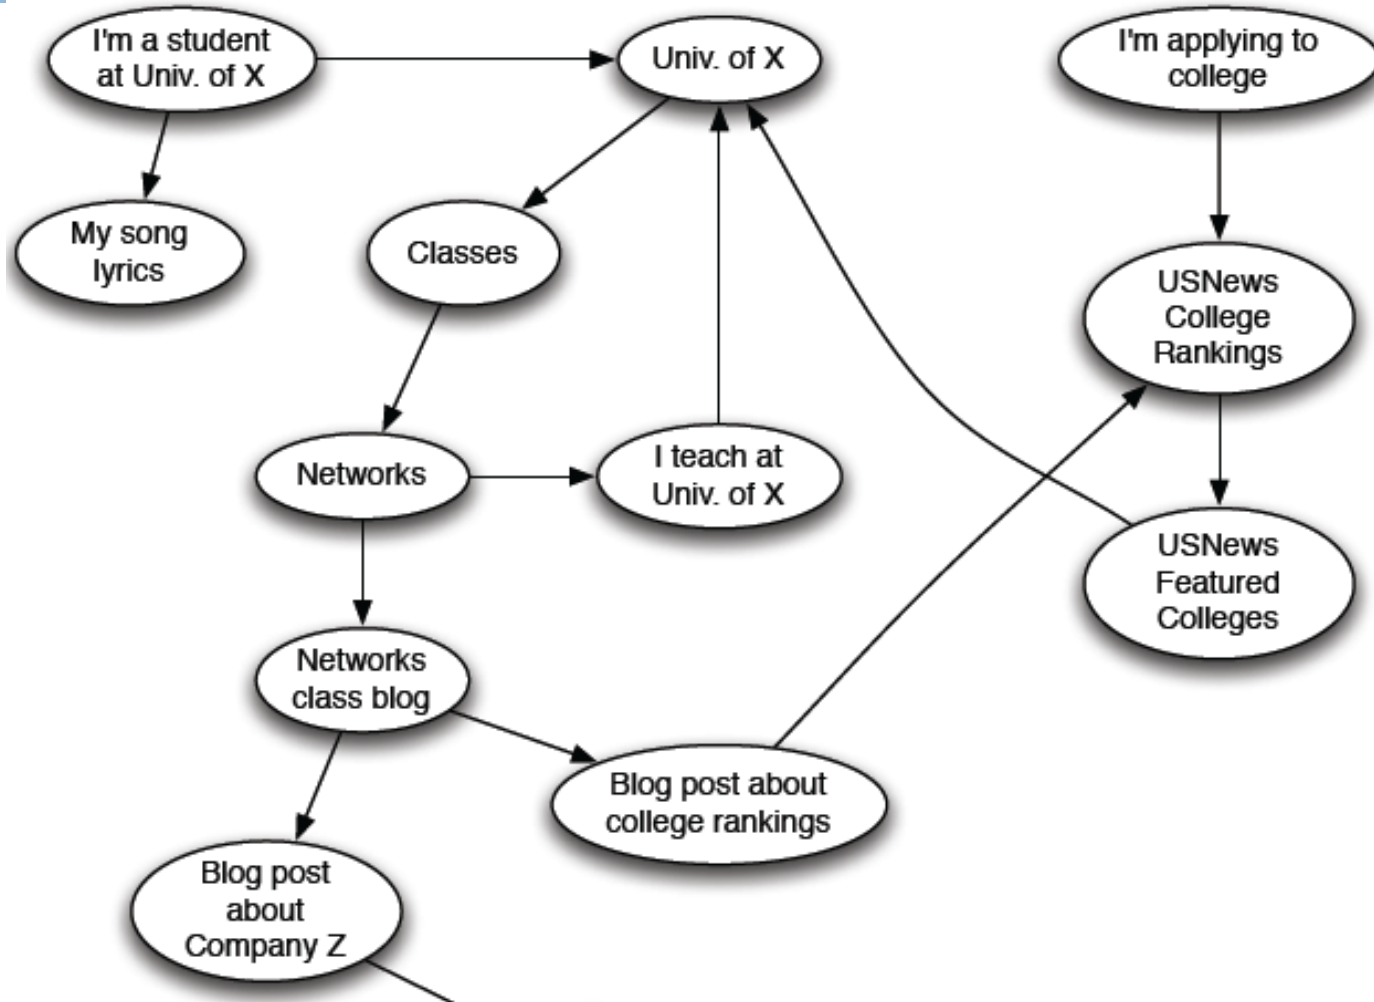 I'm a student
at Univ. of X
Univ. of X
I'm applying to
college
My song
lyrics
Classes
USNews
College
Rankings
Networks
I teach at
Univ. of X
USNews
Featured
Colleges
Networks
class blog
Blog post about
college rankings
Blog post
about
Company Z